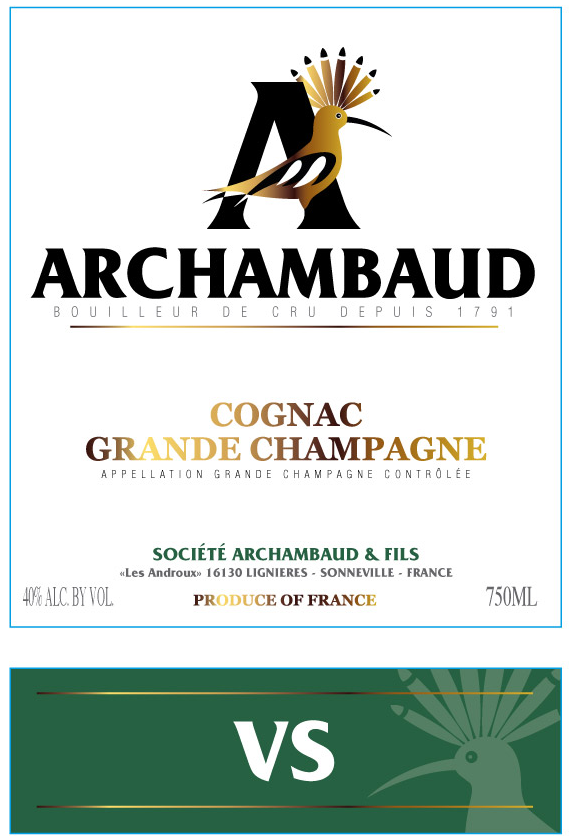 A
ARCHAMBAUD
BOUILLEUR DE CRU DEPUIS 1791
COGNAC
GRANDE CHAMPAGNE
APPELLATION GRANDE CHAMPAGNE CONTRÔLÉE
SOCIÉTÉ ARCHAMBAUD & FILS
«Les Androux» 16130 LIGNIERES - SONNEVILLE - FRANCE
40% ALC. BY VOL. PRODUCE OF FRANCE 750ML
VS